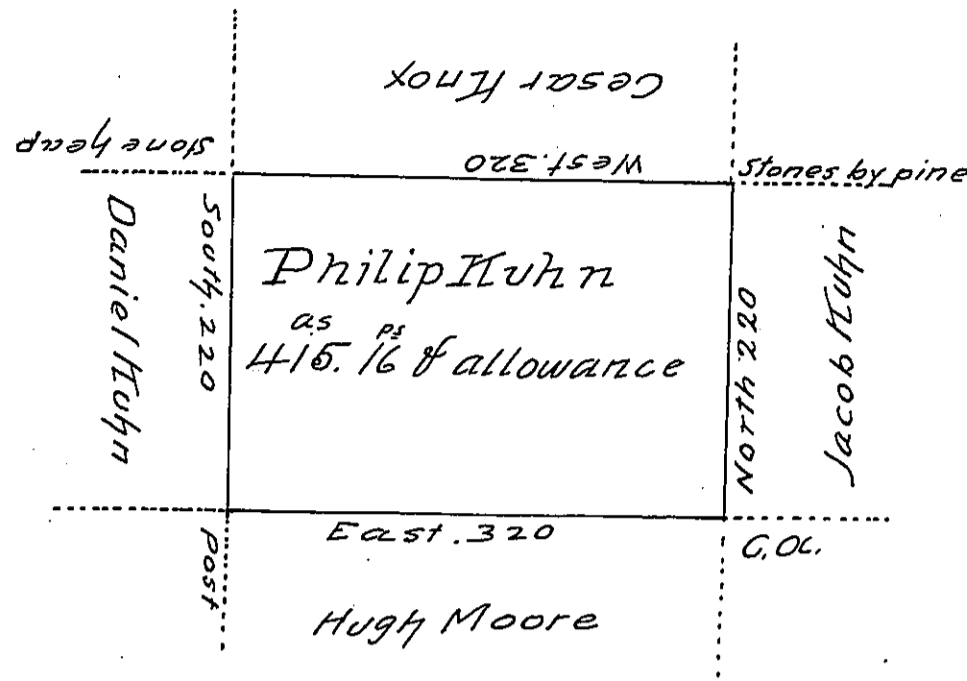 Cesar Knox
Stone heap
West. 320
Stones by pine
Daniel Kuhn
South. 220
Philip Kuhn
as ps
415. 16 & allowance
North 220
Jacob Kuhn
Post
East. 320
C. Oc.
Hugh Moore